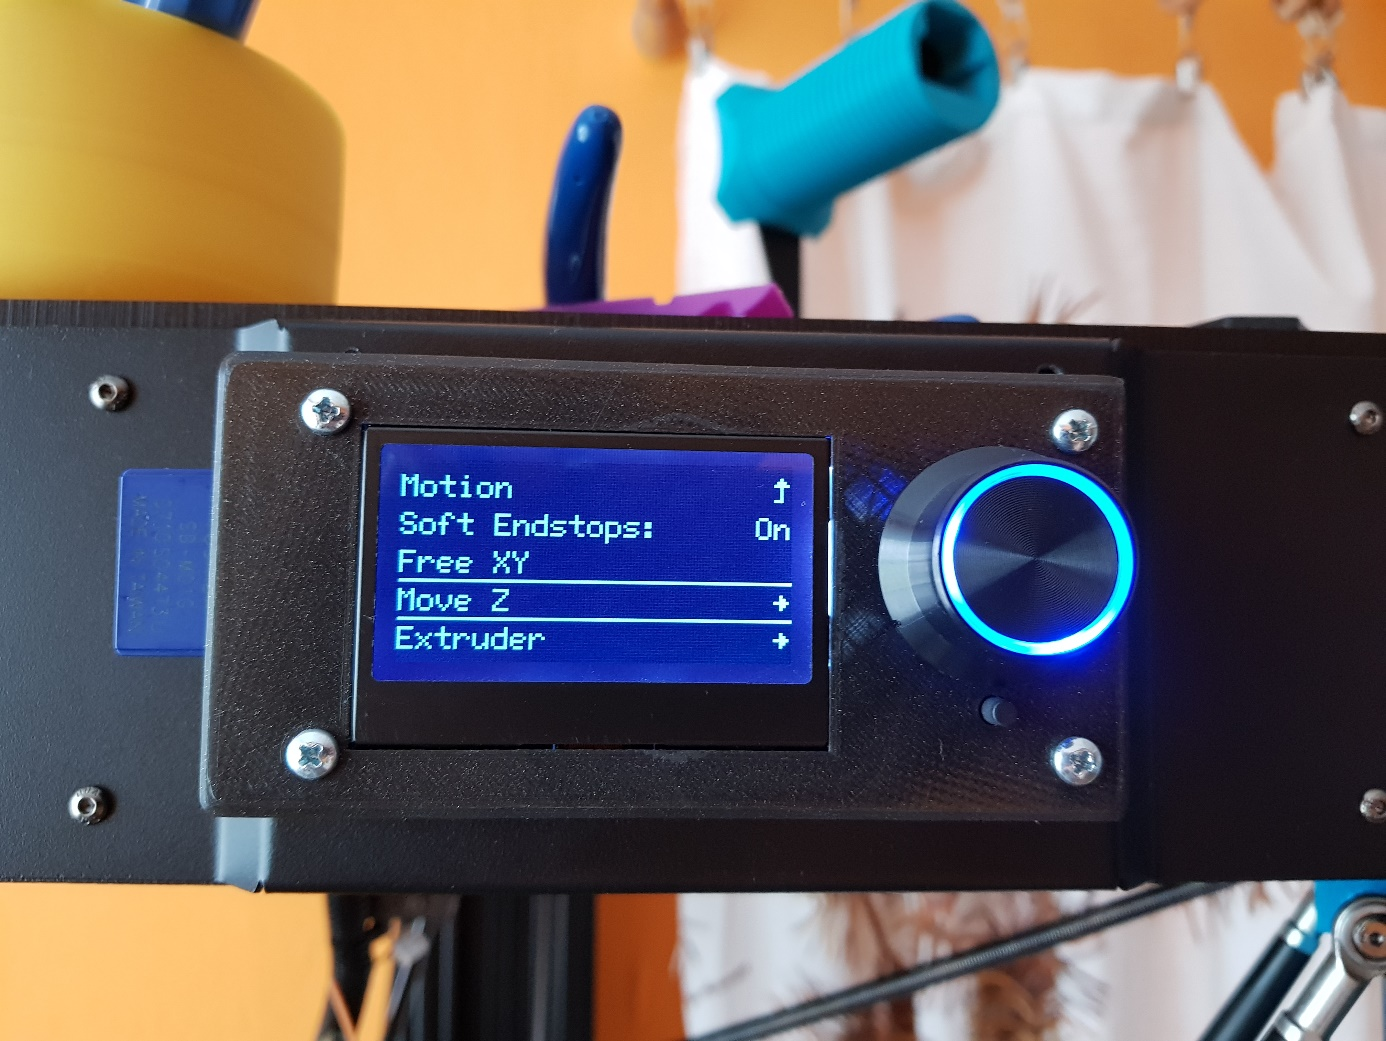 Motion
Soft Endstops: On
Free XY
Move Z
Extruder